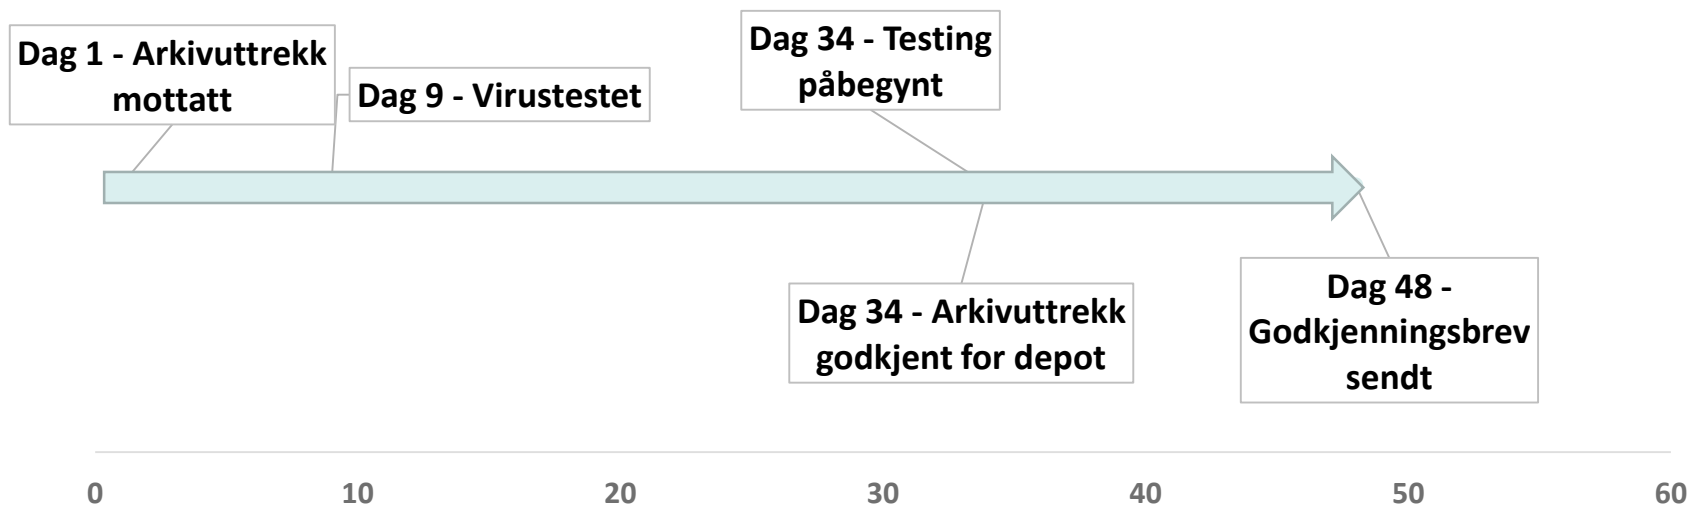 Dag 1 - Arkivuttrekk
mottatt
Dag 9 - Virustestet
Dag 34 - Testing
påbegynt
Dag 34 - Arkivuttrekk
godkjent for depot
Dag 48 -
Godkjenningsbrev
sendt
0 10 20 30 40 50 60